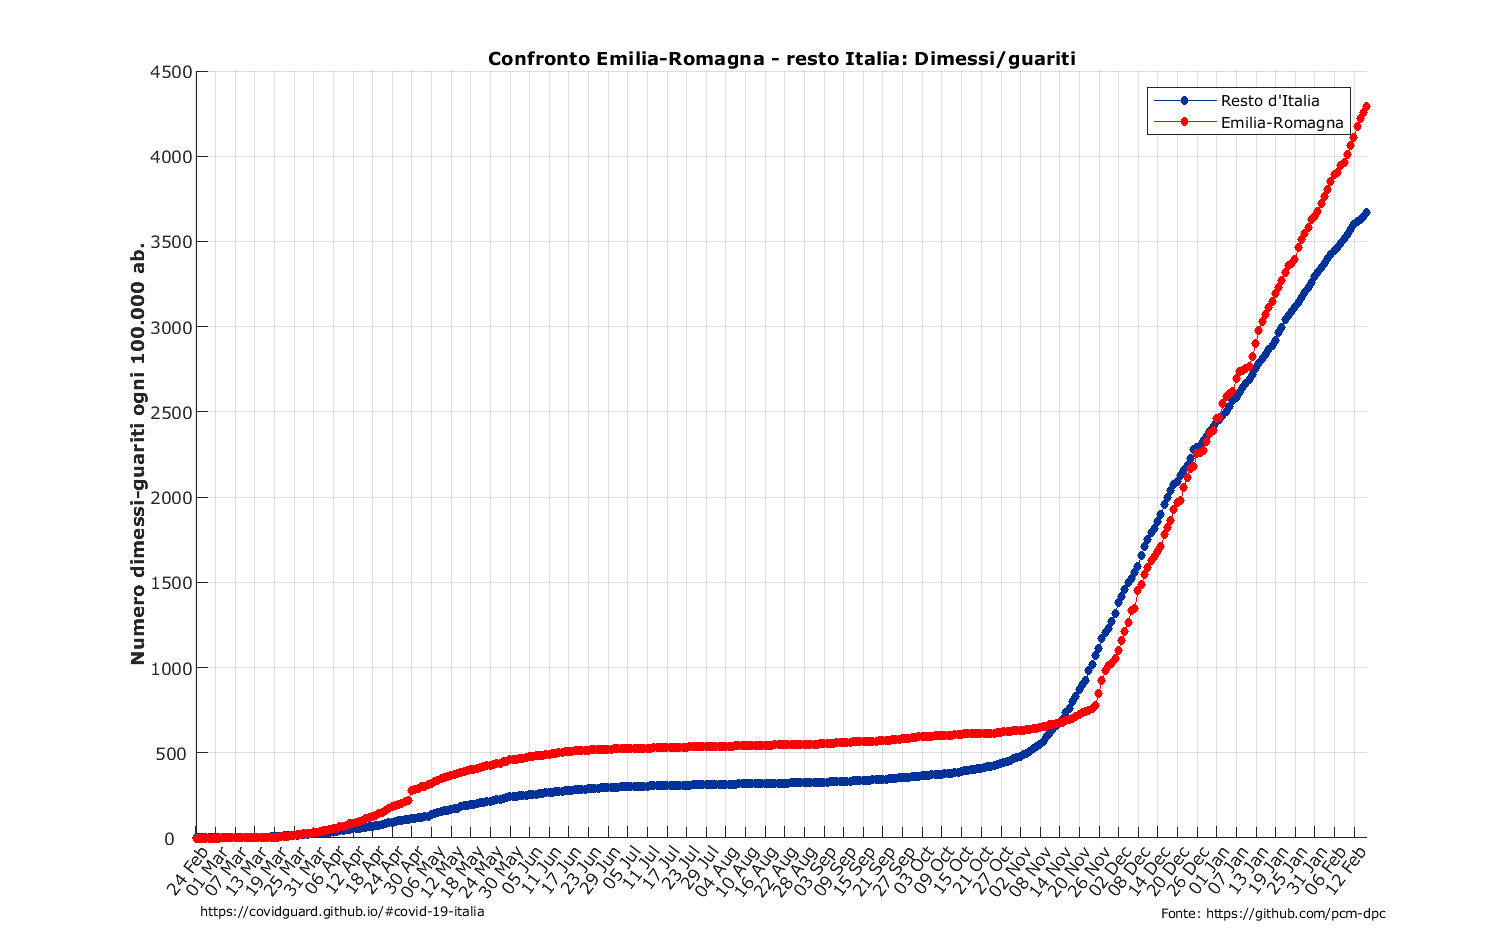 Confronto Emilia-Romagna - resto Italia: Dimessi/guariti
Numero dimessi-guariti ogni 100.000 ab.
4500
4000
3500
3000
2500
2000
1500
1000
500
0
Resto d'Italia
Emilia-Romagna
24 Feb
01 Mar
07 Mar
13 Mar
19 Mar
25 Mar
31 Mar
06 Apr
12 Apr
18 Apr
24 Apr
30 Apr
06 May
12 May
18 May
24 May
30 May
05 Jun
11 Jun
17 Jun
23 Jun
29 Jun
05 Jul
11 Jul
17 Jul
23 Jul
29 Jul
04 Aug
10 Aug
16 Aug
22 Aug
28 Aug
03 Sep
09 Sep
15 Sep
21 Sep
27 Sep
03 Oct
09 Oct
15 Oct
21 Oct
27 Oct
02 Nov
08 Nov
14 Nov
20 Nov
26 Nov
02 Dec
08 Dec
14 Dec
20 Dec
26 Dec
01 Jan
07 Jan
13 Jan
19 Jan
25 Jan
31 Jan
06 Feb
12 Feb
https://covidguard.github.io/#covid-19-italia
Fonte: https://github.com/pcm-dpc